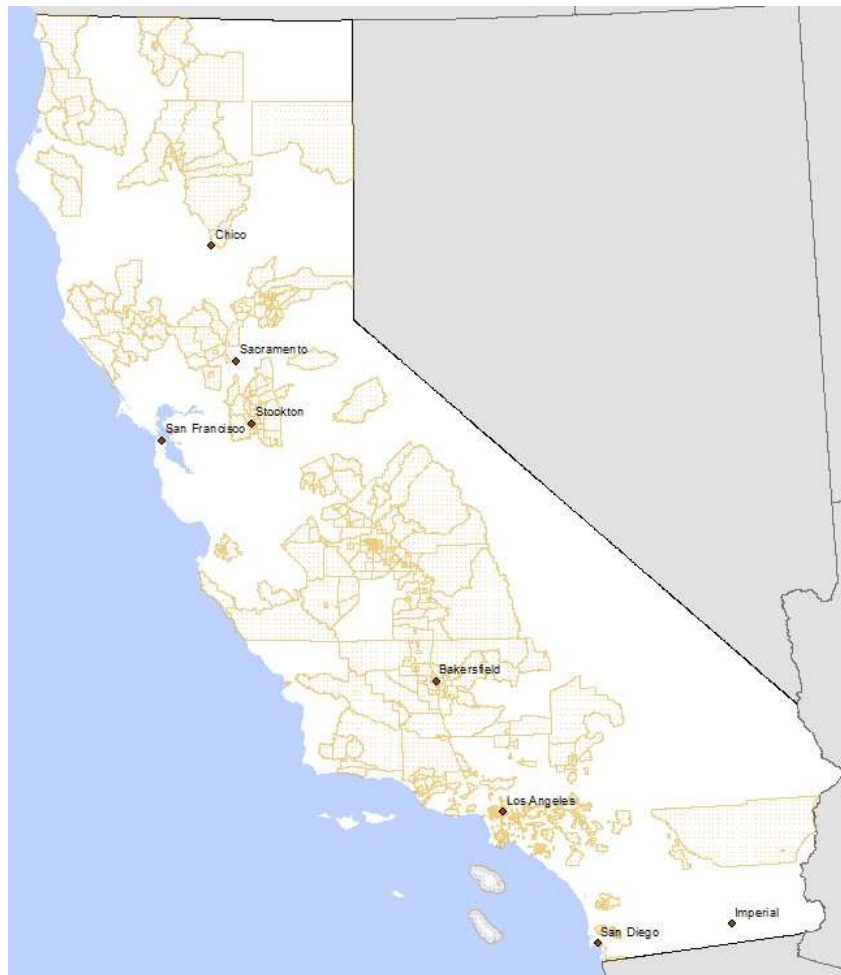 Chico
Sacramento
Stockton
San Francisco
Bakersfield
Los Angeles
Imperial
San Diego